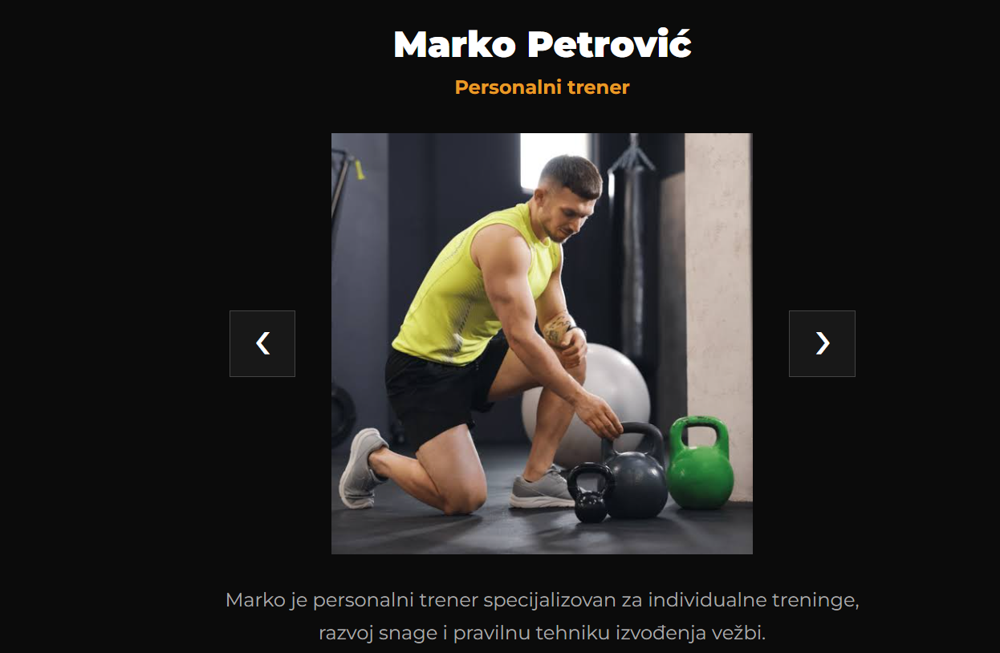 Marko Petrović
Personalni trener
Marko je personalni trener specijalizovan za individualne treninge,
razvoj snage i pravilnu tehniku izvođenja vežbi.